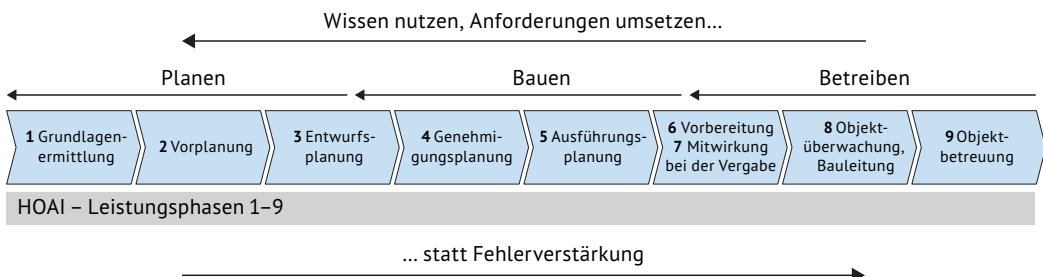 Wissen nutzen, Anforderungen umsetzen…
Planen
Bauen
Betreiben
1 Grundlagen-
ermittlung
2 Vorplanung
3 Entwurfs-
planung
4 Genehmi-
gungsplanung
5 Ausführungs-
planung
6 Vorbereitung
7 Mitwirkung
bei der Vergabe
8 Objekt-
überwachung,
Bauleitung
9 Objekt-
betreuung
HOAI – Leistungsphasen 1–9
… statt Fehlerverstärkung